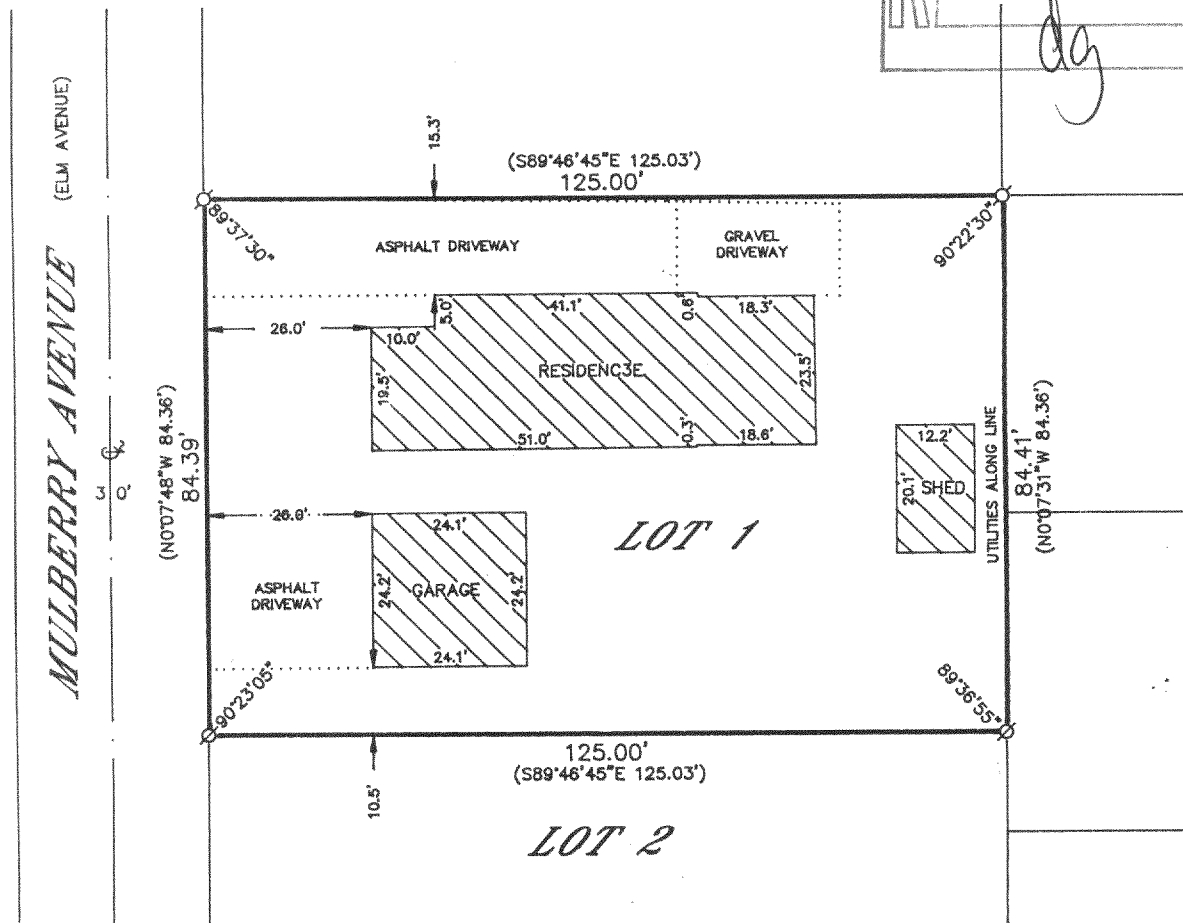 dg
(ELM AVENUE)
MULBERRY AVENUE
30'
15.3'
(S89°46'45"E 125.03')
125.00'
89°37'30"
90°22'30"
ASPHALT DRIVEWAY
GRAVEL
DRIVEWAY
26.0'
10.0'
5.0'
41.1'
0.6'
18.3'
RESIDENC3E
19.5'
23.5'
51.0'
0.3'
18.6'
(N0°07'48"W 84.36')
84.39'
12.2'
20.1'
SHED
UTILITIES ALONG LINE
84.41'
(N0°07'31"W 84.36')
26.0'
24.1'
LOT 1
ASPHALT
DRIVEWAY
24.2'
GARAGE
24.2'
24.1'
90°23'05"
89°36'55"
125.00'
(S89°46'45"E 125.03')
10.5'
LOT 2